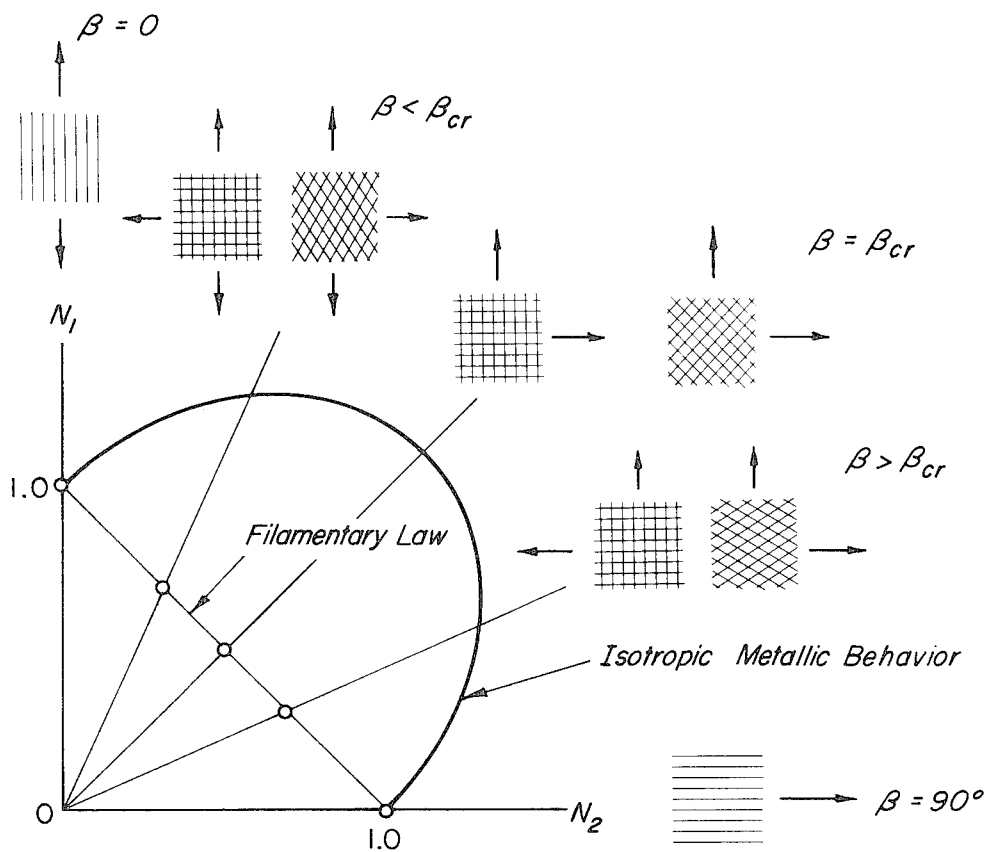 β = 0
β < βcr
β = βcr
N₁
β > βcr
1.0
Filamentary Law
Isotropic Metallic Behavior
0
1.0
N₂
β = 90°